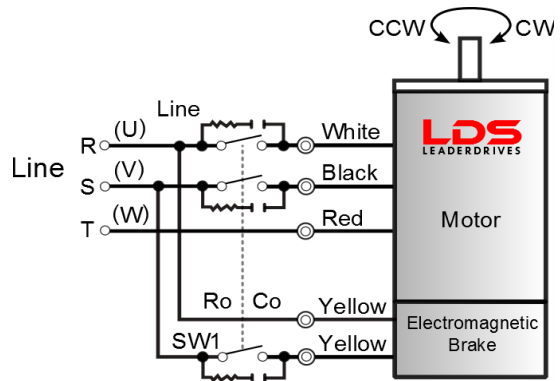 CCW CW
Line
R (U) White
LDS
LEADERDRIVES
Line S (V) Black
T (W) Red
Motor
Ro Co Yellow
Electromagnetic
Brake
SW1 Yellow